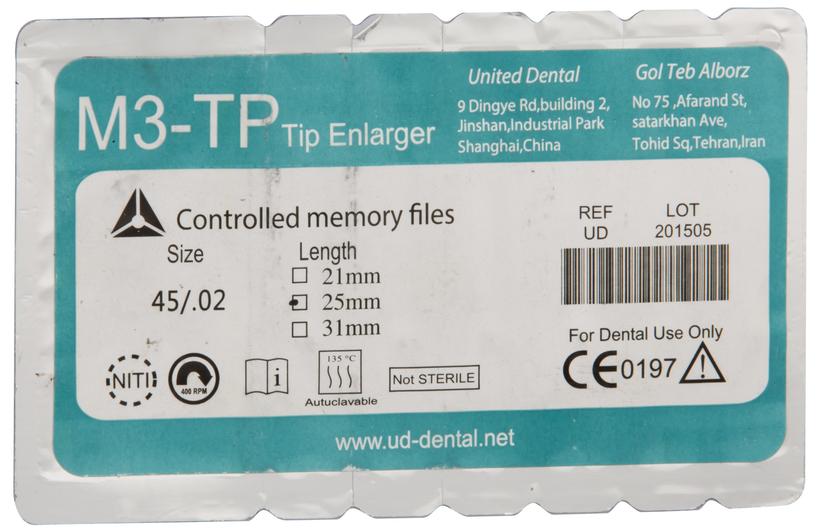 M3-TP Tip Enlarger
United Dental
9 Dingye Rd,building 2,
Jinshan,Industrial Park
Shanghai,China
Gol Teb Alborz
No 75 ,Afarand St,
satarkhan Ave,
Tohid Sq,Tehran,Iran
Controlled memory files
Size
45/.02
Length
21mm
25mm
31mm
REF
UD
LOT
201505
For Dental Use Only
CE0197
NITI
400 RPM
i
135 °C
Autoclavable
Not STERILE
www.ud-dental.net